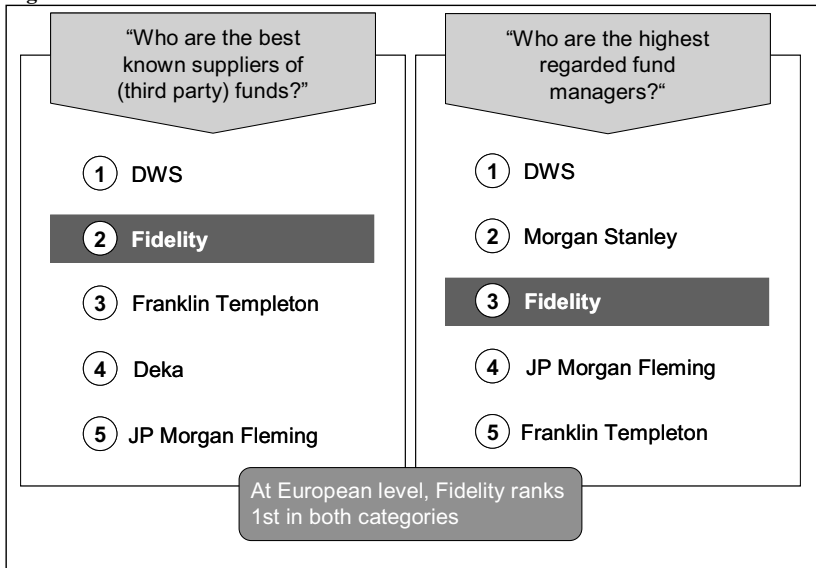 “Who are the best
known suppliers of
(third party) funds?”
1 DWS
2 Fidelity
3 Franklin Templeton
4 Deka
5 JP Morgan Fleming
“Who are the highest
regarded fund
managers?“
1 DWS
2 Morgan Stanley
3 Fidelity
4 JP Morgan Fleming
5 Franklin Templeton
At European level, Fidelity ranks
1st in both categories